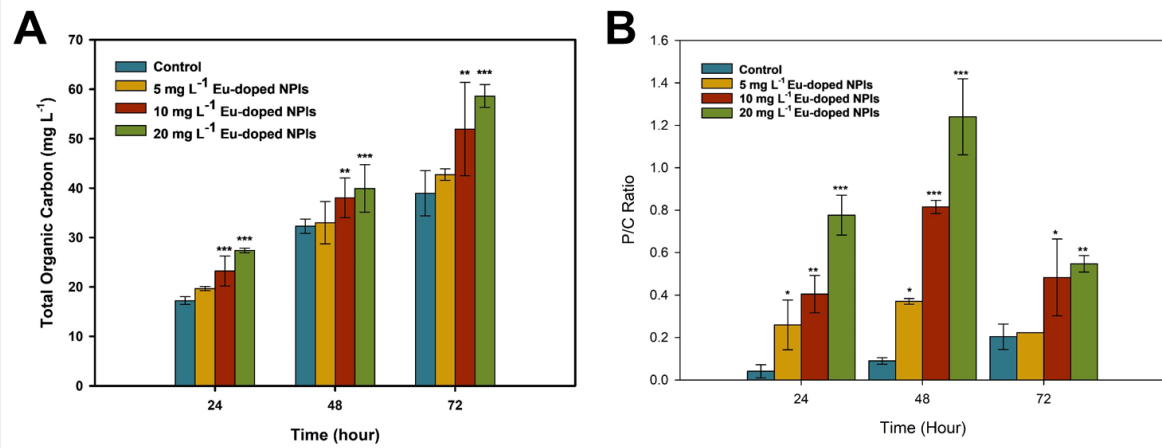 A
Total Organic Carbon (mg L⁻¹)
70
60
50
40
30
20
10
0
Control
5 mg L⁻¹ Eu-doped NPls
10 mg L⁻¹ Eu-doped NPls
20 mg L⁻¹ Eu-doped NPls
***
***
**
***
**
***
24
48
72
Time (hour)
B
P/C Ratio
1.6
1.4
1.2
1.0
0.8
0.6
0.4
0.2
0.0
Control
5 mg L⁻¹ Eu-doped NPls
10 mg L⁻¹ Eu-doped NPls
20 mg L⁻¹ Eu-doped NPls
*
**
***
*
***
***
*
**
24
48
72
Time (Hour)